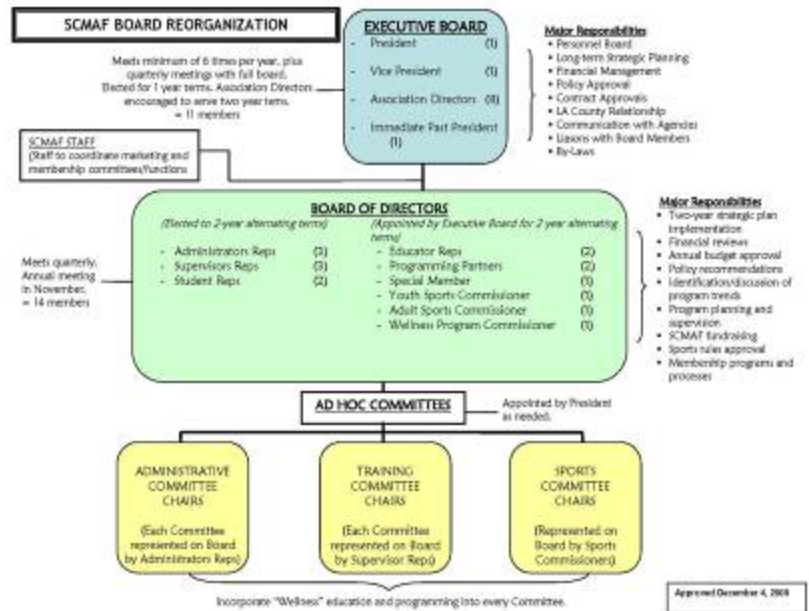 SCMAF BOARD REORGANIZATION
EXECUTIVE BOARD
- President (1)
- Vice President (1)
- Association Directors (8)
- Immediate Past President
(1)
Meets minimum of 6 times per year, plus
quarterly meetings with full board.
Elected for 1 year terms. Association Directors
encouraged to serve two year terms.
= 11 members
Major Responsibilities
• Personnel Board
• Long-term Strategic Planning
• Financial Management
• Policy Approval
• Contract Approvals
• LA County Relationship
• Communication with Agencies
• Liasons with Board Members
• By-Laws
SCMAF STAFF
(Staff to coordinate marketing and
membership committees/functions
BOARD OF DIRECTORS
(Elected to 2-year alternating terms)
- Administrators Reps (3)
- Supervisors Reps (3)
- Student Reps (2)
(Appointed by Executive Board for 2 year alternating
terms)
- Educator Reps (2)
- Programming Partners (2)
- Special Member (1)
- Youth Sports Commissioner (1)
- Adult Sports Commissioner (1)
- Wellness Program Commissioner (1)
Meets quarterly.
Annual meeting
in November.
= 14 members
Major Responsibilities
• Two-year strategic plan
implementation
• Financial reviews
• Annual budget approval
• Policy recommendations
• Identification/discussion of
program trends
• Program planning and
supervision
• SCMAF fundraising
• Sports rules approval
• Membership programs and
processes
AD HOC COMMITTEES
Appointed by President
as needed.
ADMINISTRATIVE
COMMITTEE
CHAIRS
(Each Committee
represented on Board
by Administrators Reps)
TRAINING
COMMITTEE
CHAIRS
(Each Committee
represented on Board
by Supervisor Reps)
SPORTS
COMMITTEE
CHAIRS
(Represented on
Board by Sports
Commissioners)
Incorporate "Wellness" education and programming into every Committee.
Approved December 4,